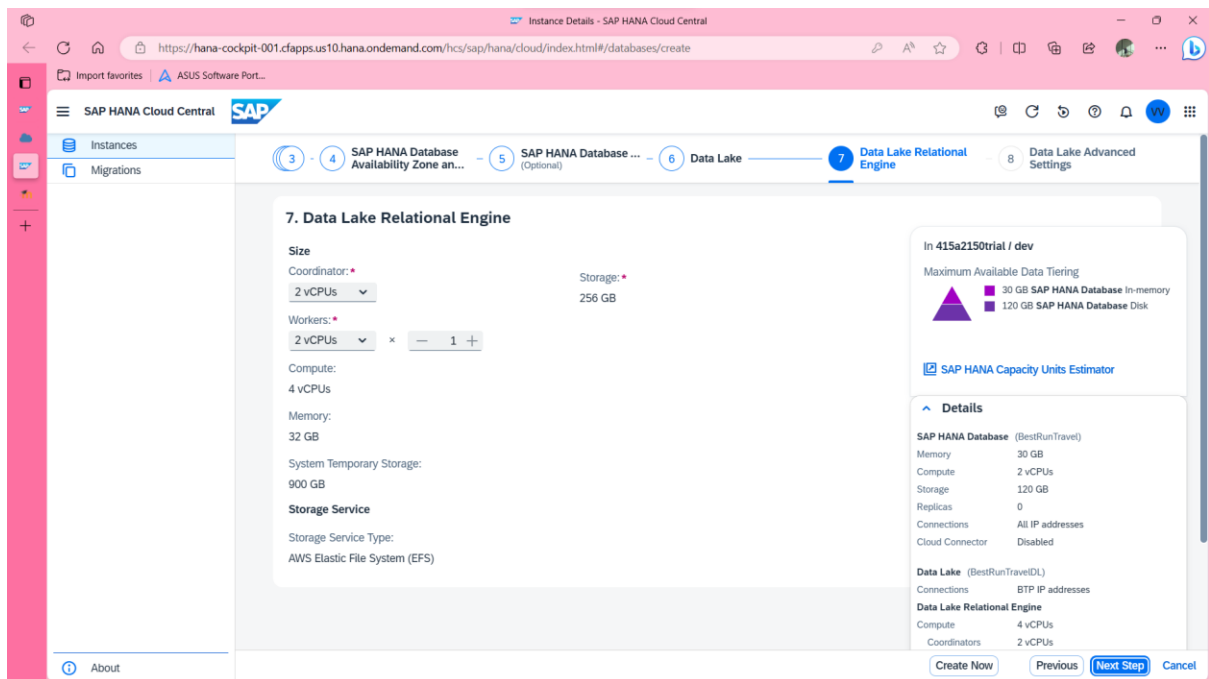 Instance Details - SAP HANA Cloud Central
https://hana-cockpit-001.cfapps.us10.hana.ondemand.com/hcs/sap/hana/cloud/index.html#/databases/create
Import favorites
ASUS Software Port...
SAP HANA Cloud Central
SAP
VV
Instances
Migrations
3 - 4 SAP HANA Database Availability Zone an...
5 SAP HANA Database ... (Optional)
6 Data Lake
7 Data Lake Relational Engine
8 Data Lake Advanced Settings
7. Data Lake Relational Engine
Size
Coordinator:*
2 vCPUs
Storage:*
256 GB
Workers:*
2 vCPUs × — 1 +
Compute:
4 vCPUs
Memory:
32 GB
System Temporary Storage:
900 GB
Storage Service
Storage Service Type:
AWS Elastic File System (EFS)
In 415a2150trial / dev
Maximum Available Data Tiering
30 GB SAP HANA Database In-memory
120 GB SAP HANA Database Disk
SAP HANA Capacity Units Estimator
Details
SAP HANA Database (BestRunTravel)
Memory 30 GB
Compute 2 vCPUs
Storage 120 GB
Replicas 0
Connections All IP addresses
Cloud Connector Disabled
Data Lake (BestRunTravelDL)
Connections BTP IP addresses
Data Lake Relational Engine
Compute 4 vCPUs
Coordinators 2 vCPUs
About
Create Now
Previous
Next Step
Cancel